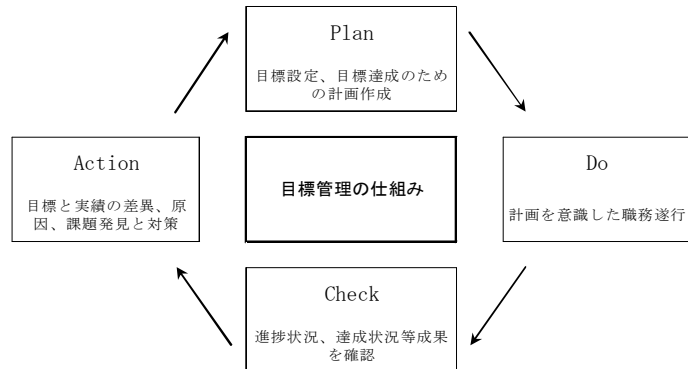 Plan
目標設定、目標達成のため
の計画作成
Action
目標と実績の差異、原
因、課題発見と対策
目標管理の仕組み
Do
計画を意識した職務遂行
Check
進捗状況、達成状況等成果
を確認